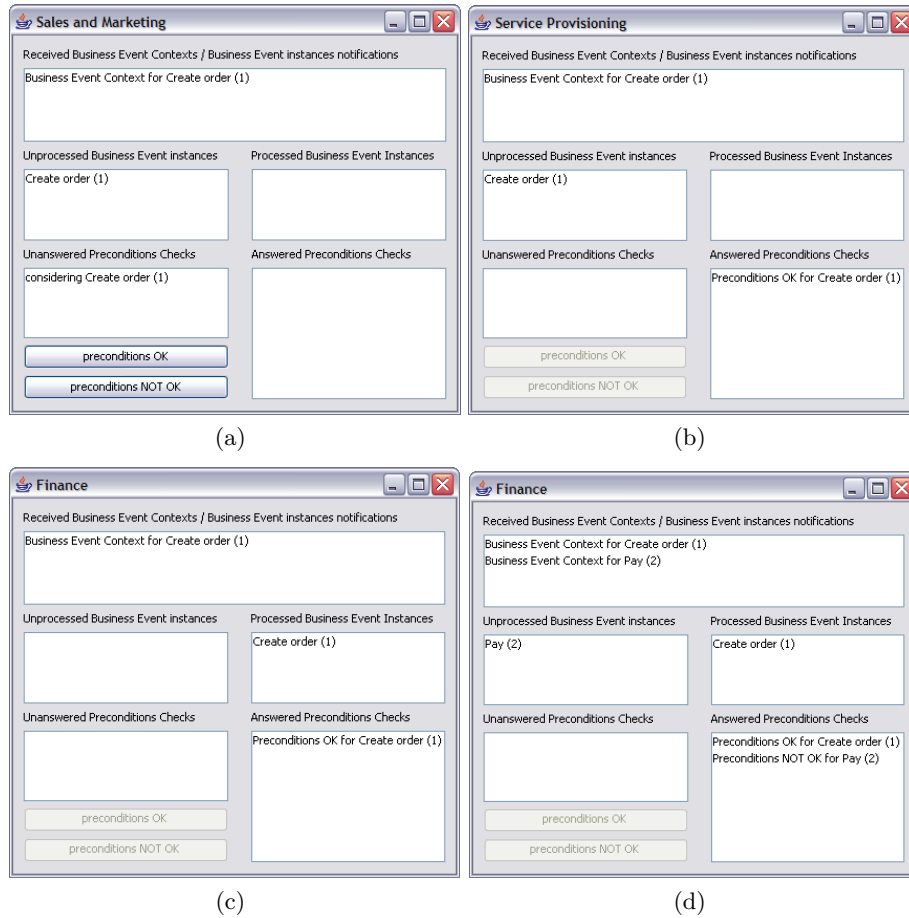 Sales and Marketing
Received Business Event Contexts / Business Event instances notifications
Business Event Context for Create order (1)
Unprocessed Business Event instances
Processed Business Event Instances
Create order (1)
Unanswered Preconditions Checks
Answered Preconditions Checks
considering Create order (1)
preconditions OK
preconditions NOT OK
(a)
Service Provisioning
Received Business Event Contexts / Business Event instances notifications
Business Event Context for Create order (1)
Unprocessed Business Event instances
Processed Business Event Instances
Create order (1)
Unanswered Preconditions Checks
Answered Preconditions Checks
Preconditions OK for Create order (1)
preconditions OK
preconditions NOT OK
(b)
Finance
Received Business Event Contexts / Business Event instances notifications
Business Event Context for Create order (1)
Unprocessed Business Event instances
Processed Business Event Instances
Create order (1)
Unanswered Preconditions Checks
Answered Preconditions Checks
Preconditions OK for Create order (1)
preconditions OK
preconditions NOT OK
(c)
Finance
Received Business Event Contexts / Business Event instances notifications
Business Event Context for Create order (1)
Business Event Context for Pay (2)
Unprocessed Business Event instances
Processed Business Event Instances
Pay (2)
Create order (1)
Unanswered Preconditions Checks
Answered Preconditions Checks
Preconditions OK for Create order (1)
Preconditions NOT OK for Pay (2)
preconditions OK
preconditions NOT OK
(d)